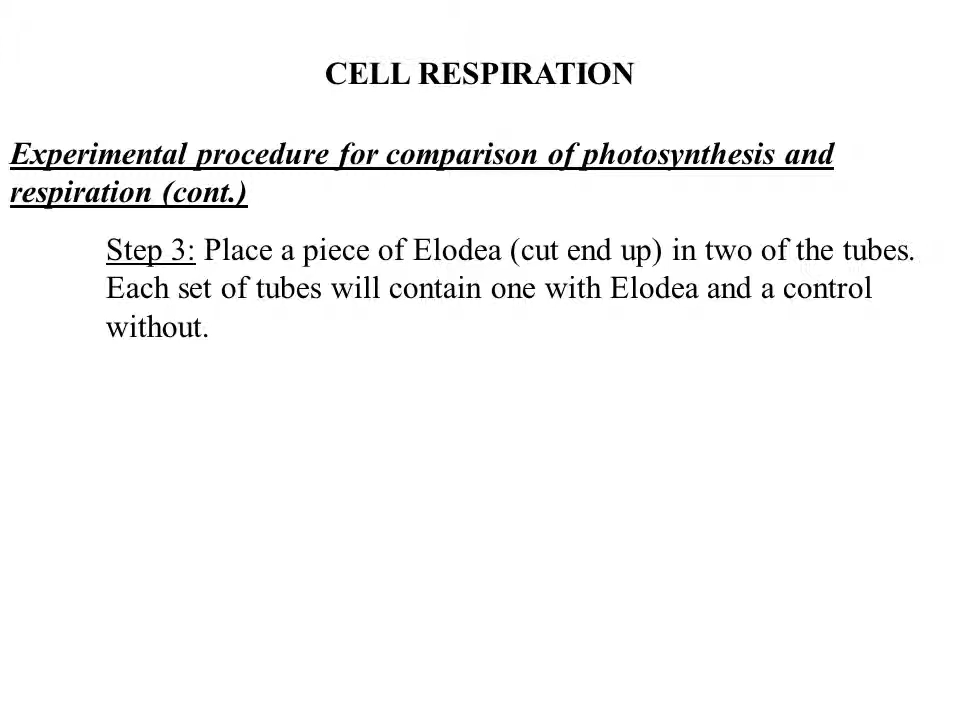 CELL RESPIRATION
Experimental procedure for comparison of photosynthesis and
respiration (cont.)
Step 3: Place a piece of Elodea (cut end up) in two of the tubes.
Each set of tubes will contain one with Elodea and a control
without.